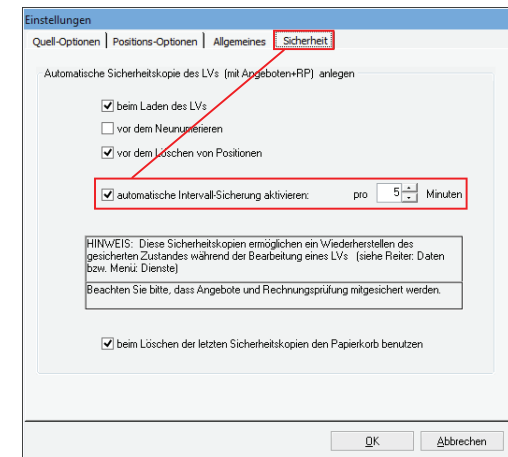 Einstellungen
Quell-Optionen Positions-Optionen Allgemeines Sicherheit
Automatische Sicherheitskopie des LVs (mit Angeboten+RP) anlegen
beim Laden des LVs
vor dem Neunumerieren
vor dem Löschen von Positionen
automatische Intervall-Sicherung aktivieren: pro 5 Minuten
HINWEIS: Diese Sicherheitskopien ermöglichen ein Wiederherstellen des
gesicherten Zustandes während der Bearbeitung eines LVs (siehe Reiter: Daten
bzw. Menü: Dienste)
Beachten Sie bitte, dass Angebote und Rechnungsprüfung mitgesichert werden.
beim Löschen der letzten Sicherheitskopien den Papierkorb benutzen
OK Abbrechen